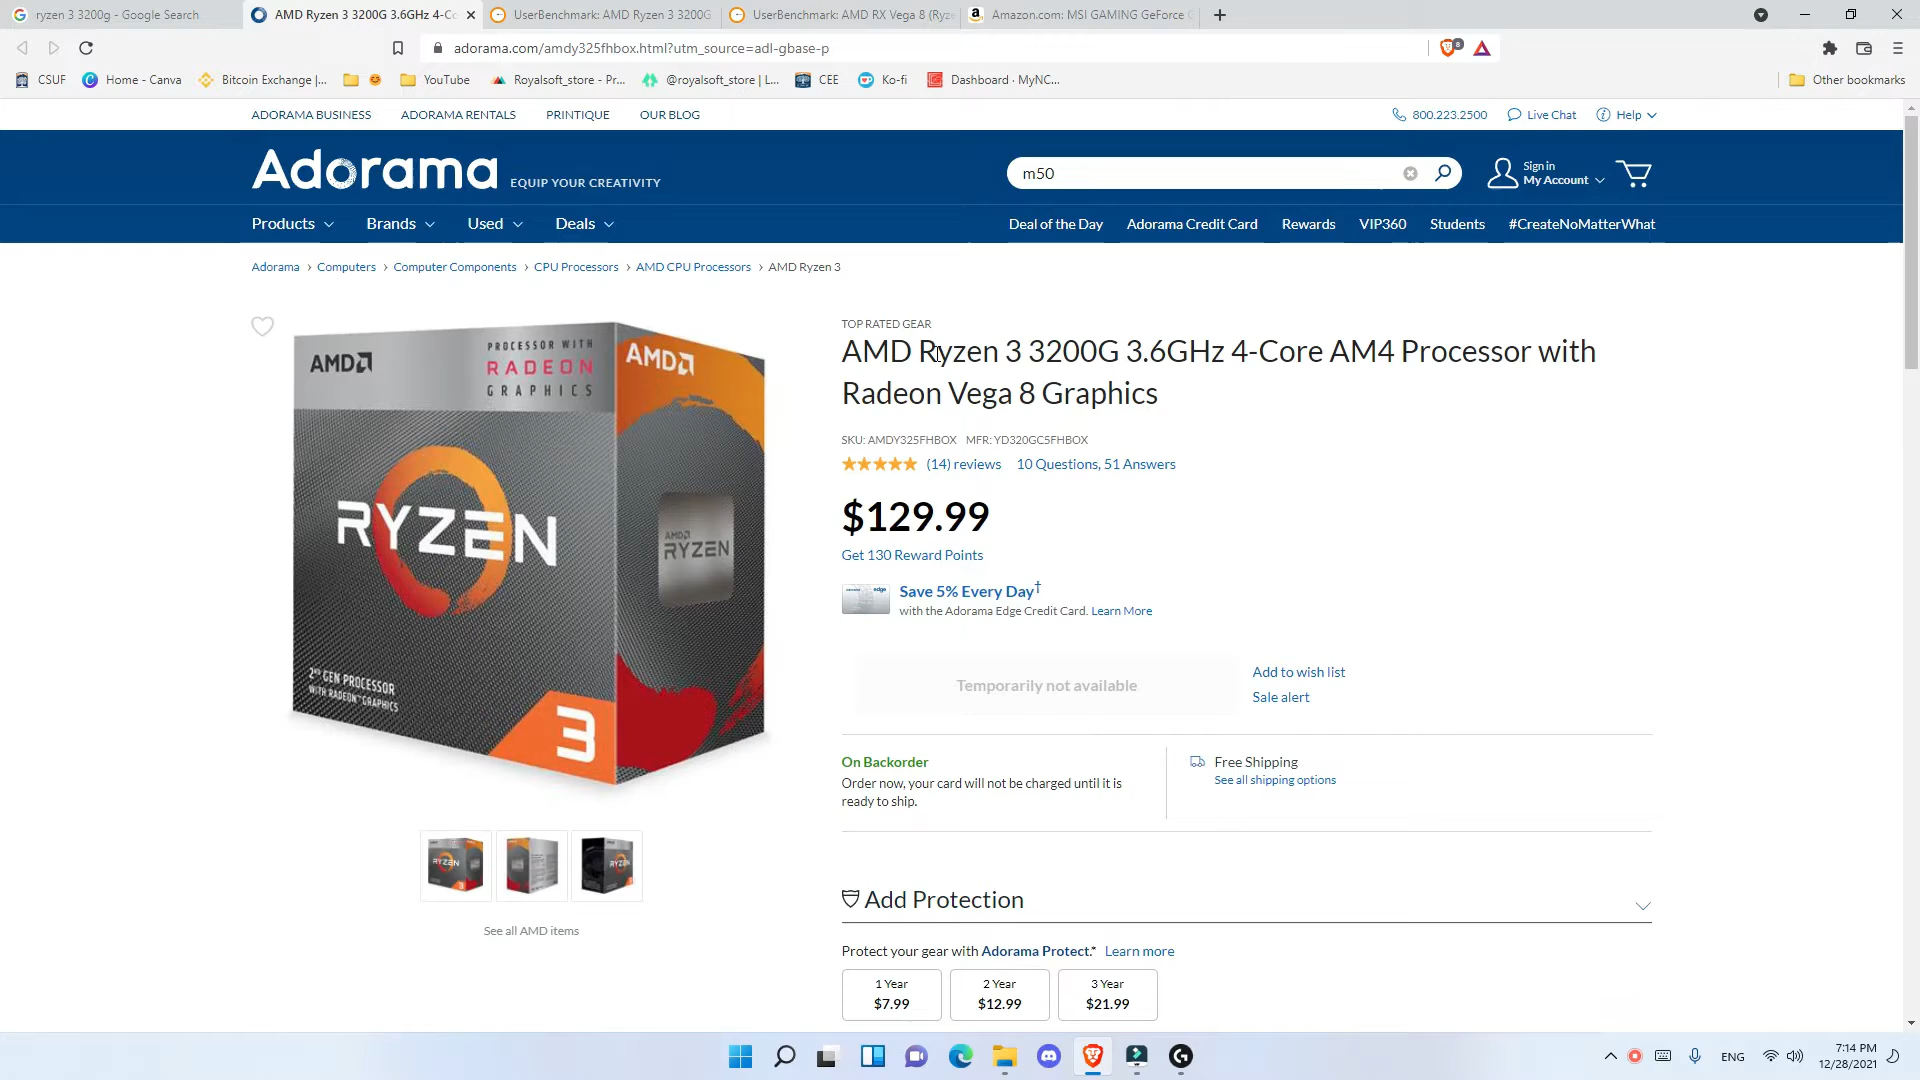 ryzen 3 3200g - Google Search
AMD Ryzen 3 3200G 3.6GHz 4-Co
UserBenchmark: AMD Ryzen 3 3200G
UserBenchmark: AMD RX Vega 8 (Ryze
Amazon.com: MSI GAMING GeForce G
adorama.com/amdy325fhbox.html?utm_source=adl-gbase-p
8
CSUF
Home - Canva
Bitcoin Exchange |...
YouTube
Royalsoft_store - Pr...
@royalsoft_store | L...
CEE
Ko-fi
Dashboard · MyNC...
Other bookmarks
ADORAMA BUSINESS
ADORAMA RENTALS
PRINTIQUE
OUR BLOG
800.223.2500
Live Chat
Help
Adorama EQUIP YOUR CREATIVITY
m50
Sign in
My Account
Products
Brands
Used
Deals
Deal of the Day
Adorama Credit Card
Rewards
VIP360
Students
#CreateNoMatterWhat
Adorama › Computers › Computer Components › CPU Processors › AMD CPU Processors › AMD Ryzen 3
TOP RATED GEAR
AMD Ryzen 3 3200G 3.6GHz 4-Core AM4 Processor with
Radeon Vega 8 Graphics
SKU: AMDY325FHBOX MFR: YD320GC5FHBOX
(14) reviews 10 Questions, 51 Answers
$129.99
Get 130 Reward Points
edge
Save 5% Every Day†
with the Adorama Edge Credit Card. Learn More
Temporarily not available
Add to wish list
Sale alert
On Backorder
Order now, your card will not be charged until it is
ready to ship.
Free Shipping
See all shipping options
AMD
PROCESSOR WITH
RADEON
GRAPHICS
AMD
RYZEN
AMD
RYZEN
2ND GEN PROCESSOR
WITH RADEON™ GRAPHICS
3
RYZEN
RYZEN
See all AMD items
Add Protection
Protect your gear with Adorama Protect.* Learn more
1 Year
$7.99
2 Year
$12.99
3 Year
$21.99
ENG
7:14 PM
12/28/2021